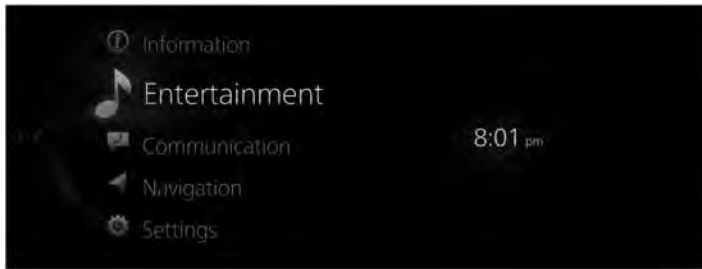 Information
Entertainment
Communication
8:01 pm
Navigation
Settings